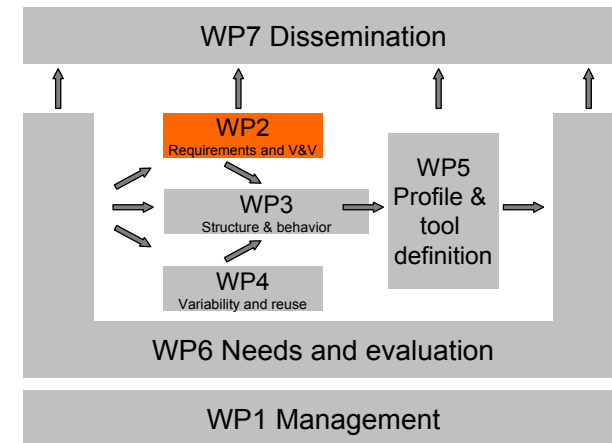 WP7 Dissemination
WP2
Requirements and V&V
WP3
Structure & behavior
WP4
Variability and reuse
WP5
Profile &
tool
definition
WP6 Needs and evaluation
WP1 Management